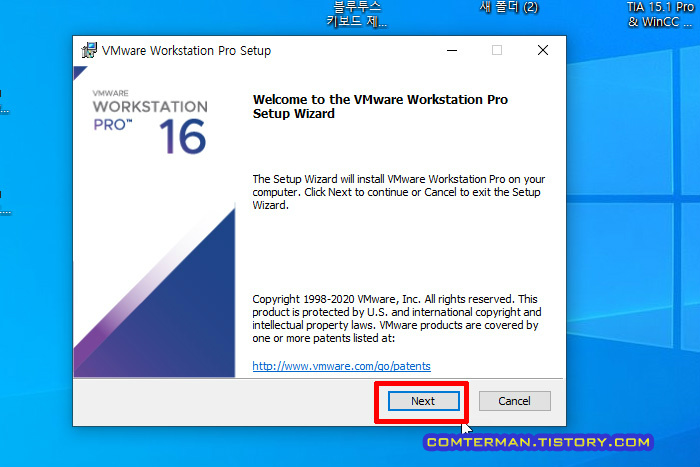 블루투스
키보드 제...
새 폴더 (2)
TIA 15.1 Pro
& WinCC ...
VMware Workstation Pro Setup
VMWARE
WORKSTATION
PRO™ 16
Welcome to the VMware Workstation Pro
Setup Wizard
The Setup Wizard will install VMware Workstation Pro on your
computer. Click Next to continue or Cancel to exit the Setup
Wizard.
Copyright 1998-2020 VMware, Inc. All rights reserved. This
product is protected by U.S. and international copyright and
intellectual property laws. VMware products are covered by
one or more patents listed at:
http://www.vmware.com/go/patents
Next
Cancel
COMTERMAN.TISTORY.COM